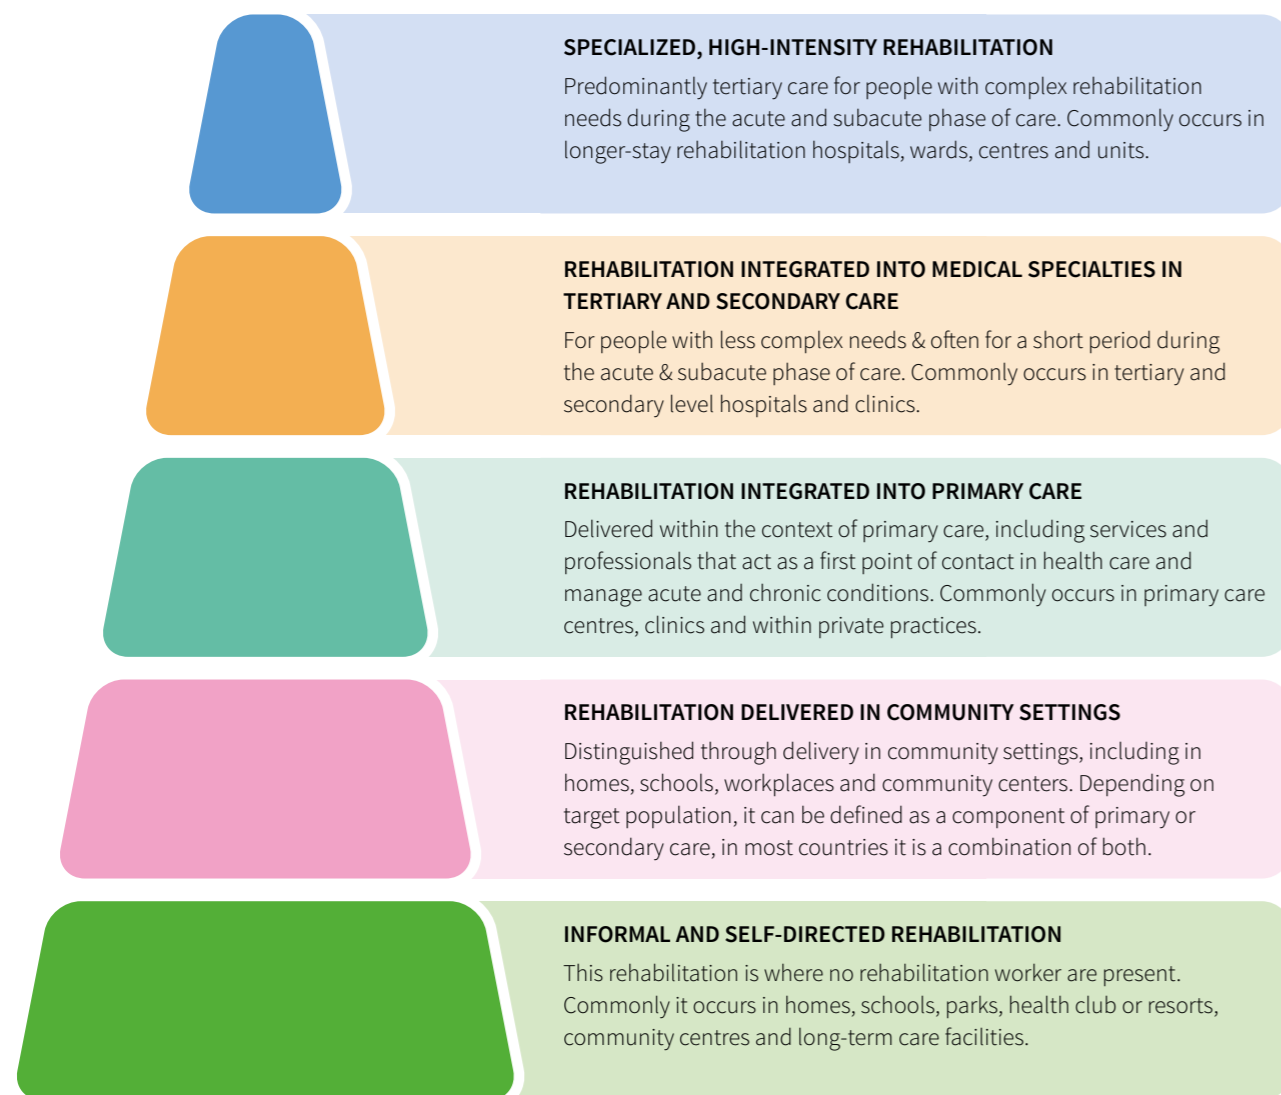 SPECIALIZED, HIGH-INTENSITY REHABILITATION
Predominantly tertiary care for people with complex rehabilitation
needs during the acute and subacute phase of care. Commonly occurs in
longer-stay rehabilitation hospitals, wards, centres and units.
REHABILITATION INTEGRATED INTO MEDICAL SPECIALTIES IN
TERTIARY AND SECONDARY CARE
For people with less complex needs & often for a short period during
the acute & subacute phase of care. Commonly occurs in tertiary and
secondary level hospitals and clinics.
REHABILITATION INTEGRATED INTO PRIMARY CARE
Delivered within the context of primary care, including services and
professionals that act as a first point of contact in health care and
manage acute and chronic conditions. Commonly occurs in primary care
centres, clinics and within private practices.
REHABILITATION DELIVERED IN COMMUNITY SETTINGS
Distinguished through delivery in community settings, including in
homes, schools, workplaces and community centers. Depending on
target population, it can be defined as a component of primary or
secondary care, in most countries it is a combination of both.
INFORMAL AND SELF-DIRECTED REHABILITATION
This rehabilitation is where no rehabilitation worker are present.
Commonly it occurs in homes, schools, parks, health club or resorts,
community centres and long-term care facilities.